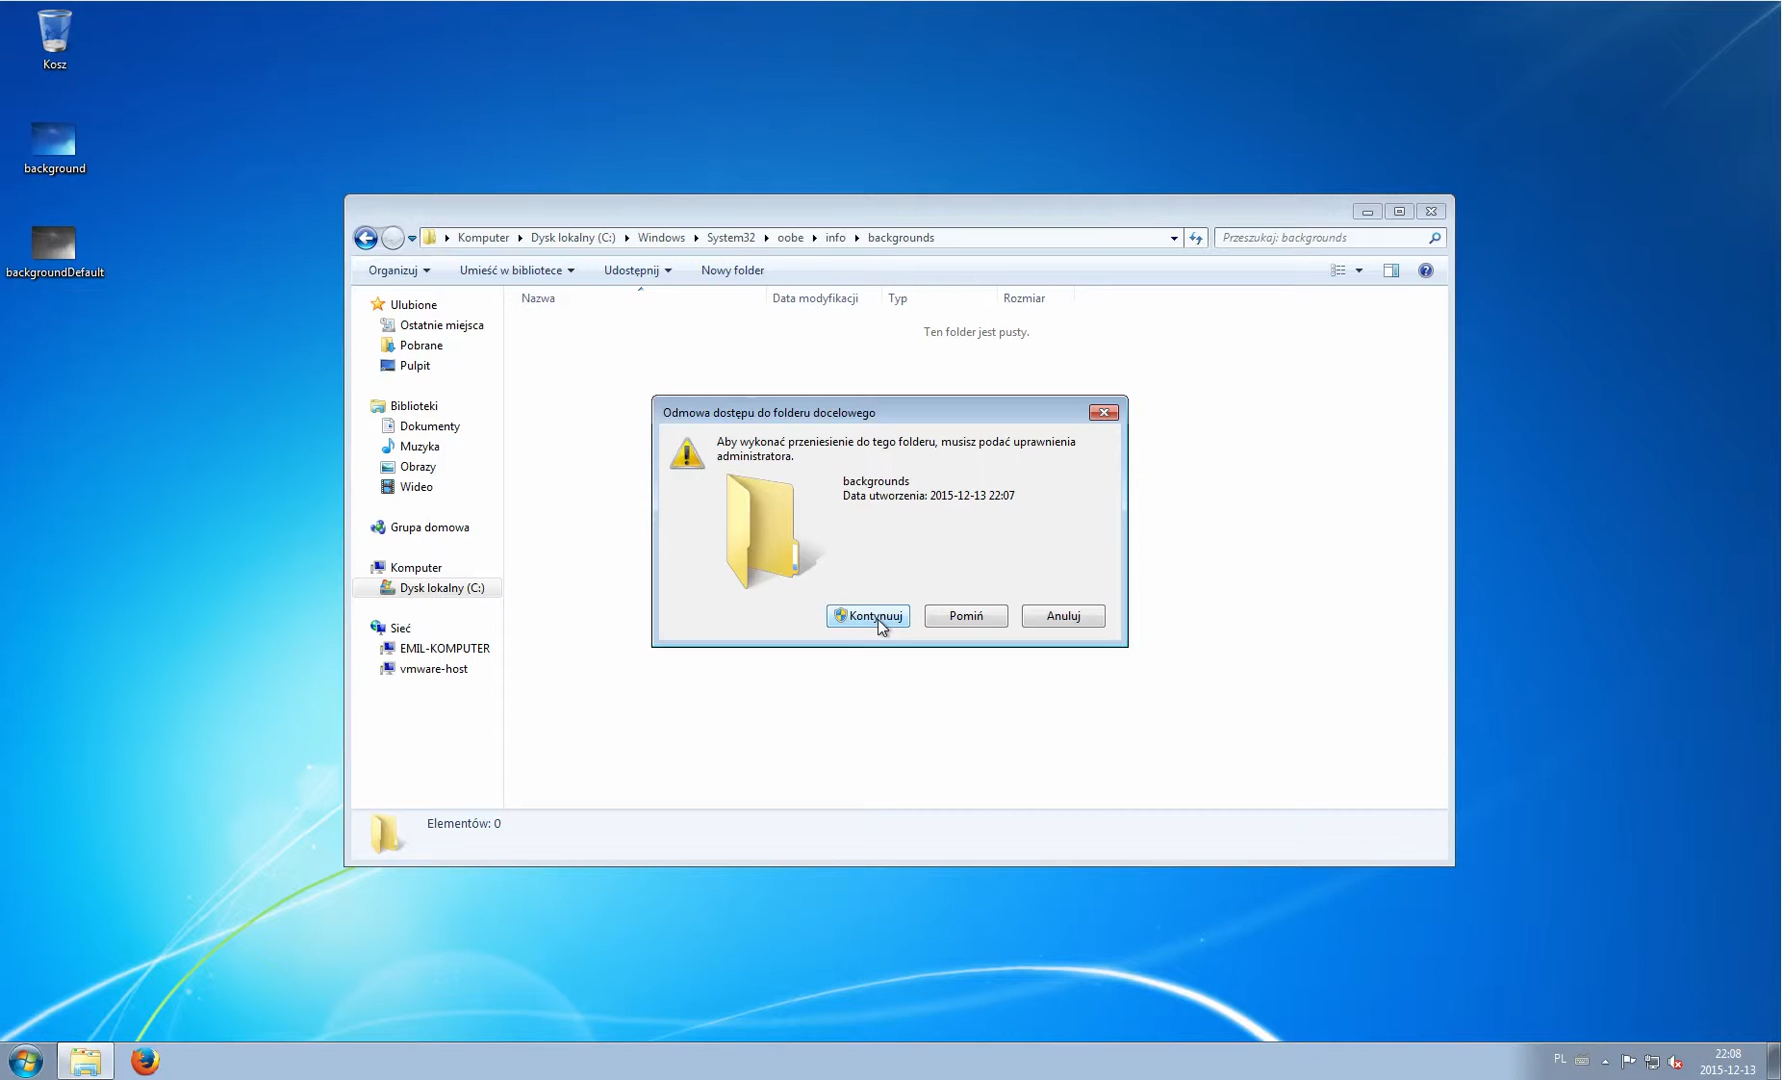 Kosz
background
backgroundDefault
Komputer Dysk lokalny (C:) Windows System32 oobe info backgrounds
Przeszukaj: backgrounds
Organizuj Umieść w bibliotece Udostępnij Nowy folder
Nazwa Data modyfikacji Typ Rozmiar
Ten folder jest pusty.
Ulubione
Ostatnie miejsca
Pobrane
Pulpit
Biblioteki
Dokumenty
Muzyka
Obrazy
Wideo
Grupa domowa
Komputer
Dysk lokalny (C:)
Sieć
EMIL-KOMPUTER
vmware-host
Odmowa dostępu do folderu docelowego
Aby wykonać przeniesienie do tego folderu, musisz podać uprawnienia
administratora.
backgrounds
Data utworzenia: 2015-12-13 22:07
Kontynuuj Pomiń Anuluj
Elementów: 0
PL
22:08
2015-12-13